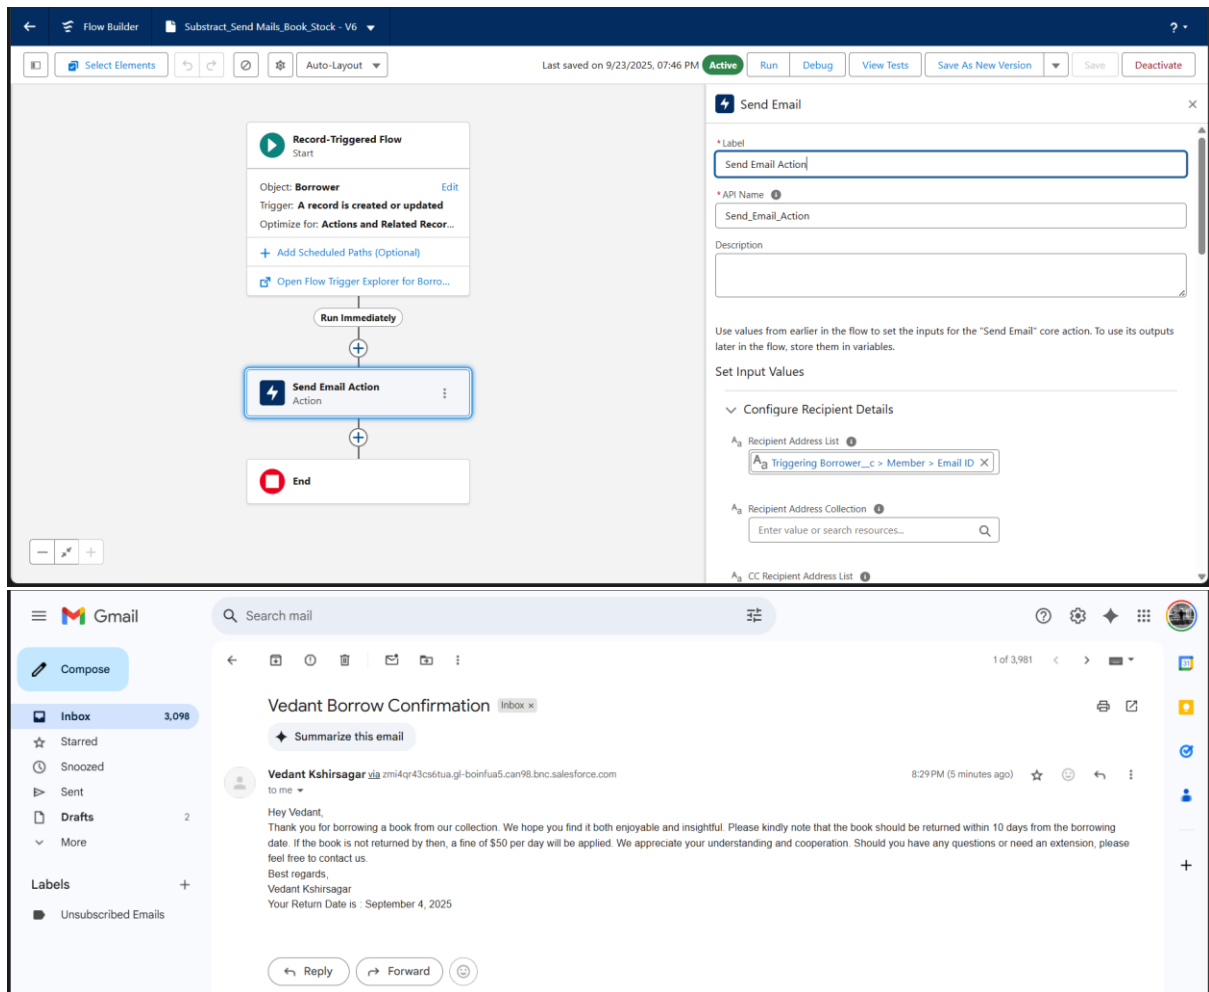 Flow Builder
Substract_Send Mails_Book_Stock - V6
?
Select Elements
Auto-Layout
Last saved on 9/23/2025, 07:46 PM
Active
Run
Debug
View Tests
Save As New Version
Save
Deactivate
Record-Triggered Flow
Start
Object: Borrower
Edit
Trigger: A record is created or updated
Optimize for: Actions and Related Recor...
+ Add Scheduled Paths (Optional)
Open Flow Trigger Explorer for Borro...
Run Immediately
Send Email Action
Action
End
Send Email
* Label
Send Email Action
* API Name
Send_Email_Action
Description
Use values from earlier in the flow to set the inputs for the "Send Email" core action. To use its outputs
later in the flow, store them in variables.
Set Input Values
Configure Recipient Details
Aa Recipient Address List
Aa Triggering Borrower__c > Member > Email ID
Aa Recipient Address Collection
Enter value or search resources...
Aa CC Recipient Address List
Gmail
Search mail
Compose
Inbox 3,098
Starred
Snoozed
Sent
Drafts 2
More
Labels
Unsubscribed Emails
1 of 3,981
31
Vedant Borrow Confirmation
Inbox x
Summarize this email
Vedant Kshirsagar via zmi4qr43cs6tua.gl-boinfua5.can98.bnc.salesforce.com
8:29 PM (5 minutes ago)
to me
Hey Vedant,
Thank you for borrowing a book from our collection. We hope you find it both enjoyable and insightful. Please kindly note that the book should be returned within 10 days from the borrowing
date. If the book is not returned by then, a fine of $50 per day will be applied. We appreciate your understanding and cooperation. Should you have any questions or need an extension, please
feel free to contact us.
Best regards,
Vedant Kshirsagar
Your Return Date is : September 4, 2025
Reply
Forward